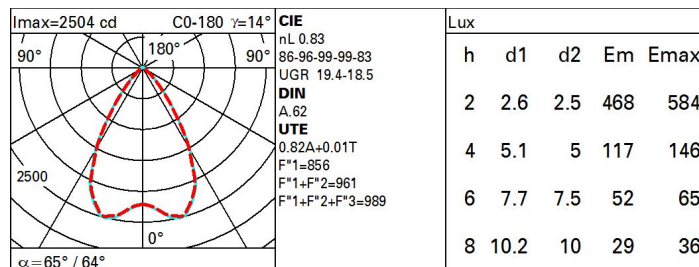 Imax=2504 cd C0-180 γ=14°
90° 180° 90°
2500
0°
α=65° / 64°
CIE
nL 0.83
86-96-99-99-83
UGR 19.4-18.5
DIN
A.62
UTE
0.82A+0.01T
F"1=856
F"1+F"2=961
F"1+F"2+F"3=989
Lux
h d1 d2 Em Emax
2 2.6 2.5 468 584
4 5.1 5 117 146
6 7.7 7.5 52 65
8 10.2 10 29 36